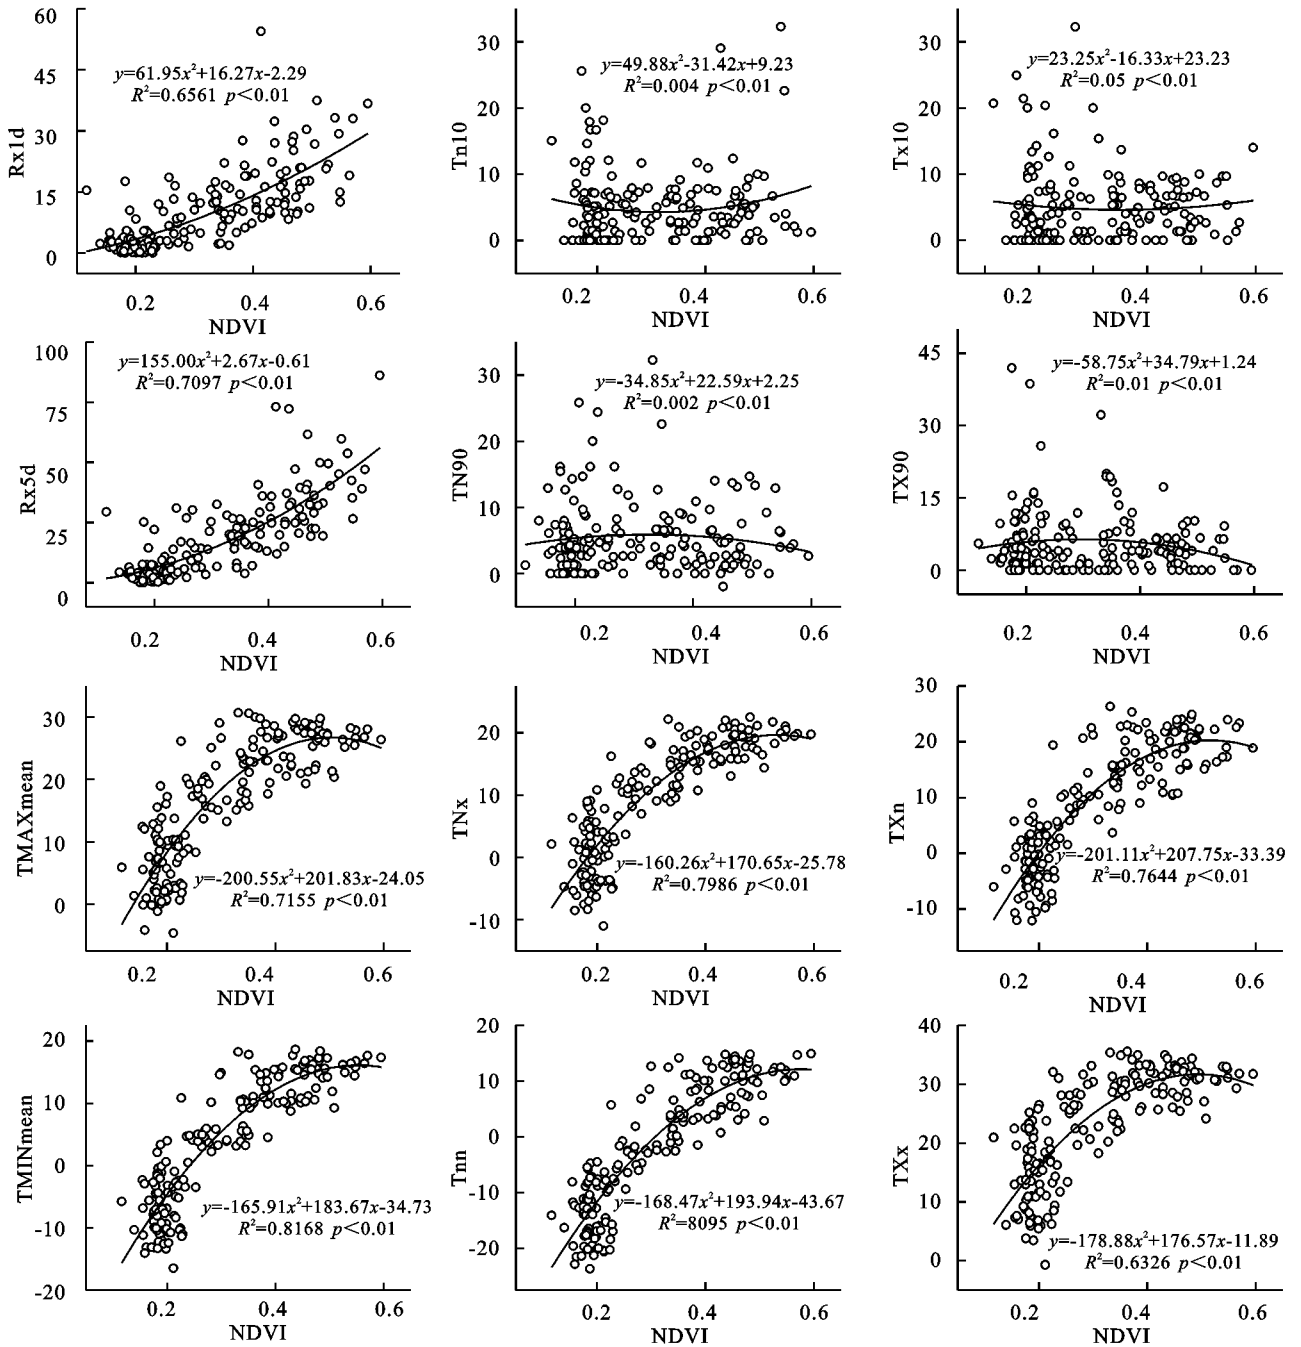 60
45
30
15
0
Rx1d
y=61.95x²+16.27x-2.29
R²=0.6561 p<0.01
0.2 0.4 0.6
NDVI
30
20
10
0
Tn10
y=49.88x²-31.42x+9.23
R²=0.004 p<0.01
0.2 0.4 0.6
NDVI
30
20
10
0
Tx10
y=23.25x²-16.33x+23.23
R²=0.05 p<0.01
0.2 0.4 0.6
NDVI
100
75
50
25
0
Rx5d
y=155.00x²+2.67x-0.61
R²=0.7097 p<0.01
0.2 0.4 0.6
NDVI
30
20
10
0
TN90
y=-34.85x²+22.59x+2.25
R²=0.002 p<0.01
0.2 0.4 0.6
NDVI
45
30
15
0
TX90
y=-58.75x²+34.79x+1.24
R²=0.01 p<0.01
0.2 0.4 0.6
NDVI
30
20
10
0
TMAXmean
y=-200.55x²+201.83x-24.05
R²=0.7155 p<0.01
0.2 0.4 0.6
NDVI
20
10
0
-10
TNx
y=-160.26x²+170.65x-25.78
R²=0.7986 p<0.01
0.2 0.4 0.6
NDVI
30
20
10
0
-10
TXn
y=-201.11x²+207.75x-33.39
R²=0.7644 p<0.01
0.2 0.4 0.6
NDVI
20
10
0
-10
-20
TMINmean
y=-165.91x²+183.67x-34.73
R²=0.8168 p<0.01
0.2 0.4 0.6
NDVI
20
10
0
-10
-20
Tnn
y=-168.47x²+193.94x-43.67
R²=8095 p<0.01
0.2 0.4 0.6
NDVI
40
30
20
10
0
TXx
y=-178.88x²+176.57x-11.89
R²=0.6326 p<0.01
0.2 0.4 0.6
NDVI